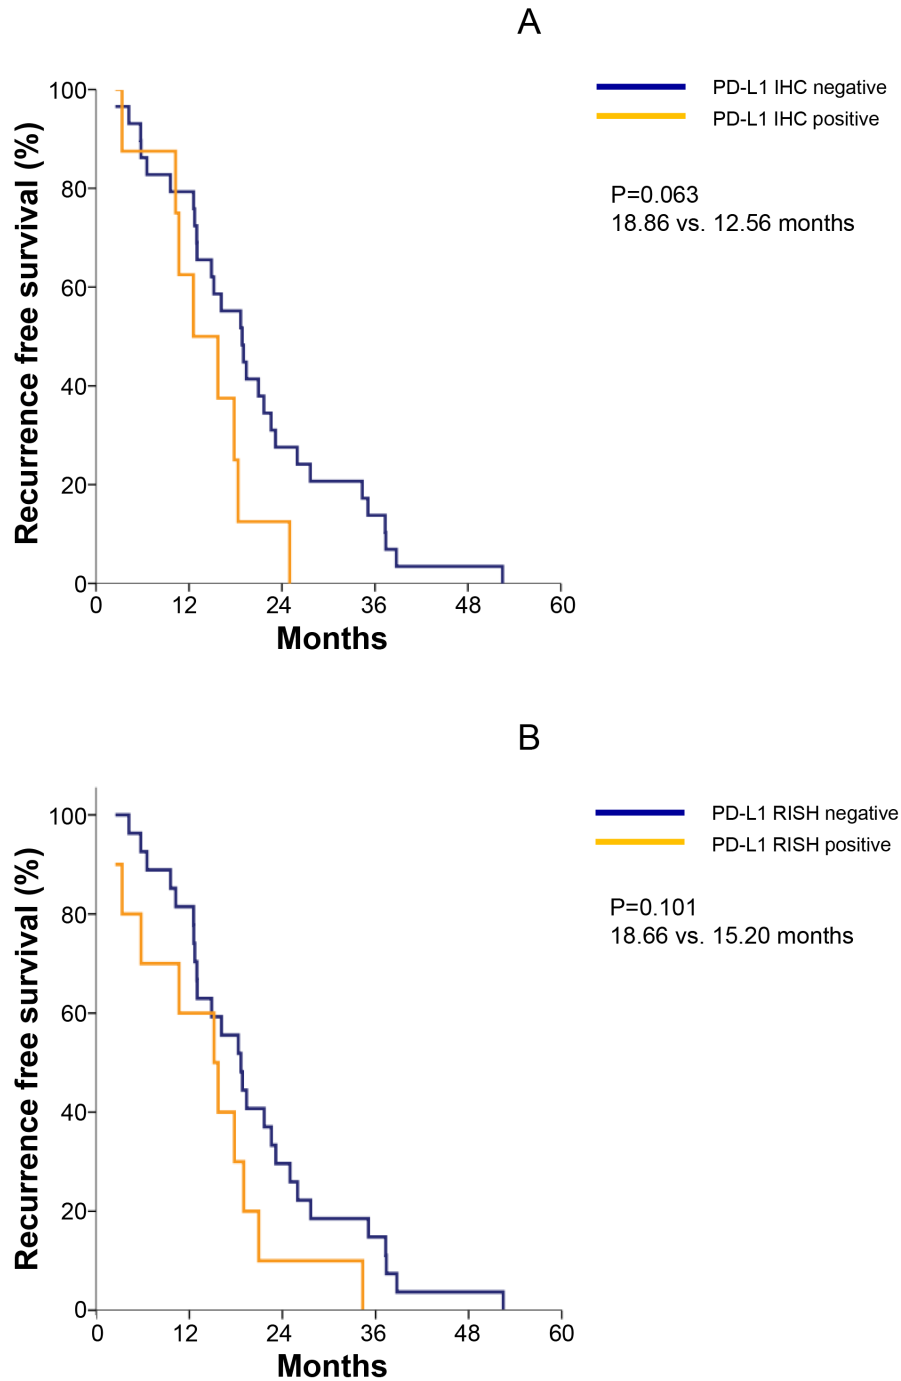 A
PD-L1 IHC negative
PD-L1 IHC positive
P=0.063
18.86 vs. 12.56 months
Recurrence free survival (%)
100
80
60
40
20
0
0 12 24 36 48 60
Months
B
PD-L1 RISH negative
PD-L1 RISH positive
P=0.101
18.66 vs. 15.20 months
Recurrence free survival (%)
100
80
60
40
20
0
0 12 24 36 48 60
Months